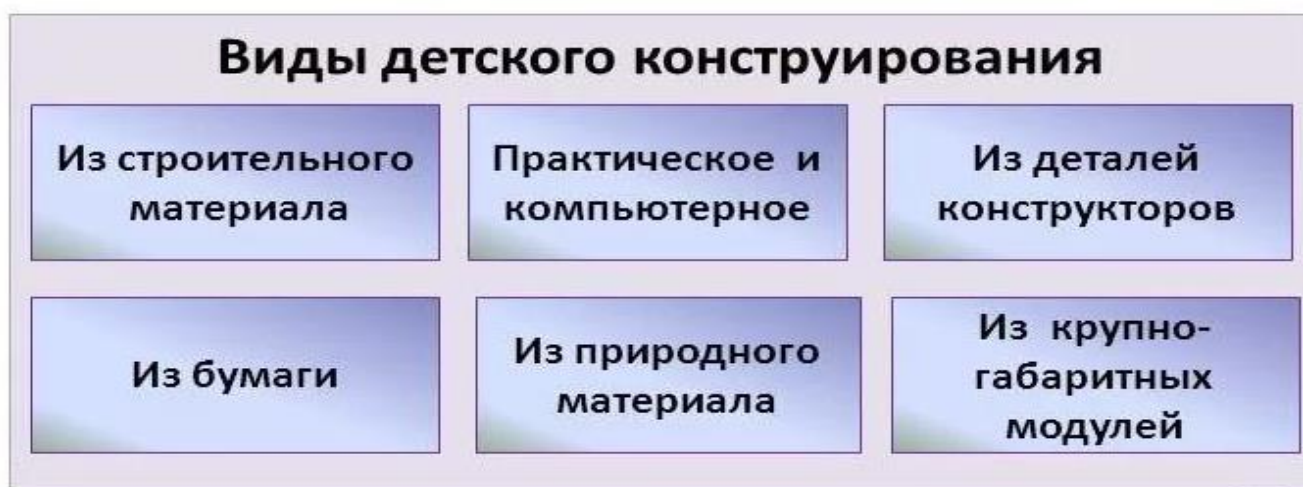 Виды детского конструирования
Из строительного
материала
Практическое и
компьютерное
Из деталей
конструкторов
Из бумаги
Из природного
материала
Из крупно-
габаритных
модулей